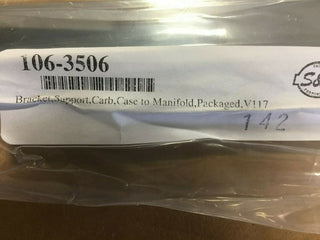 106-3506
Bracket,Support,Carb,Case to Manifold,Packaged,V117
142
S&